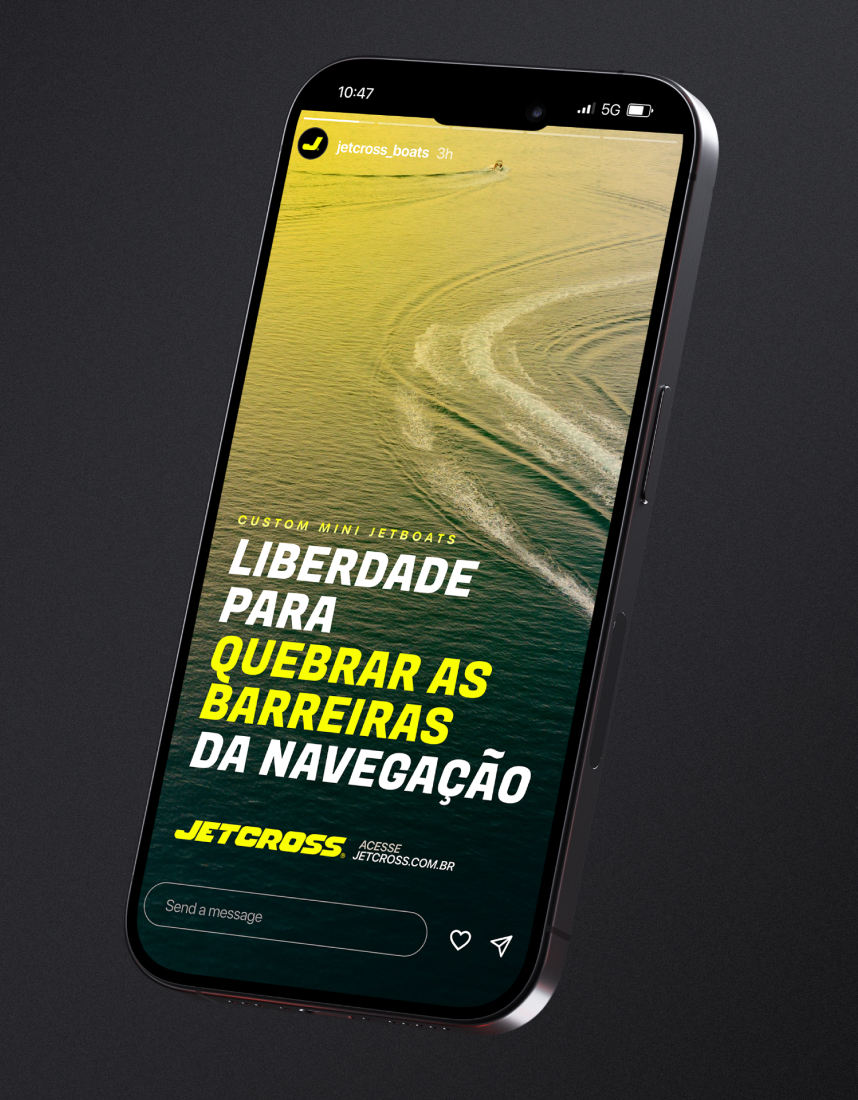 10:47
5G
jetcross_boats 3h
CUSTOM MINI JETBOATS
LIBERDADE
PARA
QUEBRAR AS
BARREIRAS
DA NAVEGAÇÃO
JETCROSS®
ACESSE
JETCROSS.COM.BR
Send a message